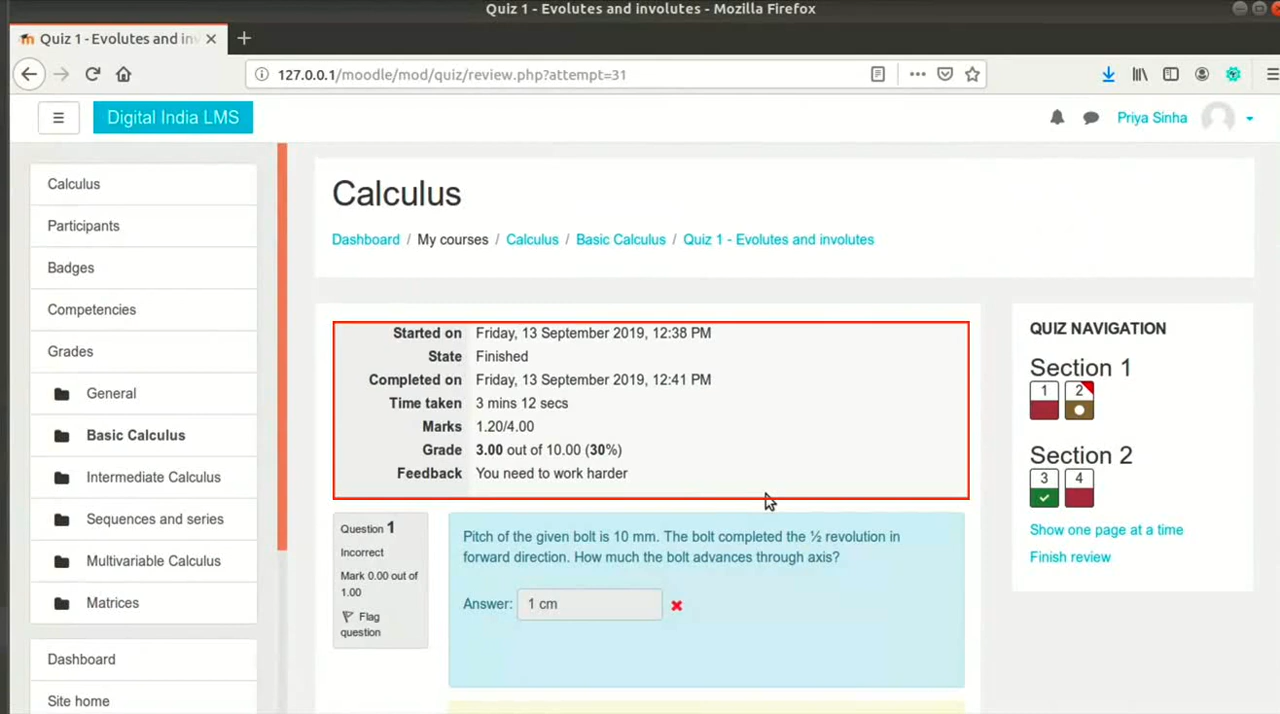 Quiz 1 - Evolutes and involutes - Mozilla Firefox
Quiz 1 - Evolutes and inv
127.0.0.1/moodle/mod/quiz/review.php?attempt=31
Digital India LMS
Priya Sinha
Calculus
Participants
Badges
Competencies
Grades
General
Basic Calculus
Intermediate Calculus
Sequences and series
Multivariable Calculus
Matrices
Dashboard
Site home
Calculus
Dashboard / My courses / Calculus / Basic Calculus / Quiz 1 - Evolutes and involutes
Started on Friday, 13 September 2019, 12:38 PM
State Finished
Completed on Friday, 13 September 2019, 12:41 PM
Time taken 3 mins 12 secs
Marks 1.20/4.00
Grade 3.00 out of 10.00 (30%)
Feedback You need to work harder
Question 1
Incorrect
Mark 0.00 out of
1.00
Flag
question
Pitch of the given bolt is 10 mm. The bolt completed the ½ revolution in
forward direction. How much the bolt advances through axis?
Answer: 1 cm
QUIZ NAVIGATION
Section 1
1 2
Section 2
3 4
Show one page at a time
Finish review